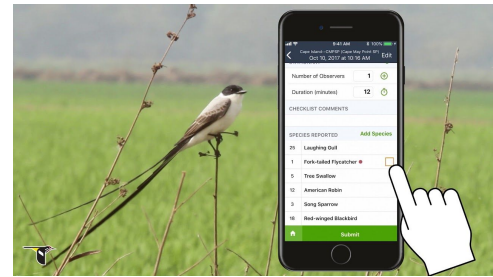 9:41 AM
100%
Cape Island - CMPSP (Cape May Point SP)
Oct 10, 2017 at 10:16 AM
Edit
Number of Observers 1
Duration (minutes) 12
CHECKLIST COMMENTS
SPECIES REPORTED Add Species
25 Laughing Gull
1 Fork-tailed Flycatcher
5 Tree Swallow
12 American Robin
3 Song Sparrow
16 Red-winged Blackbird
Submit